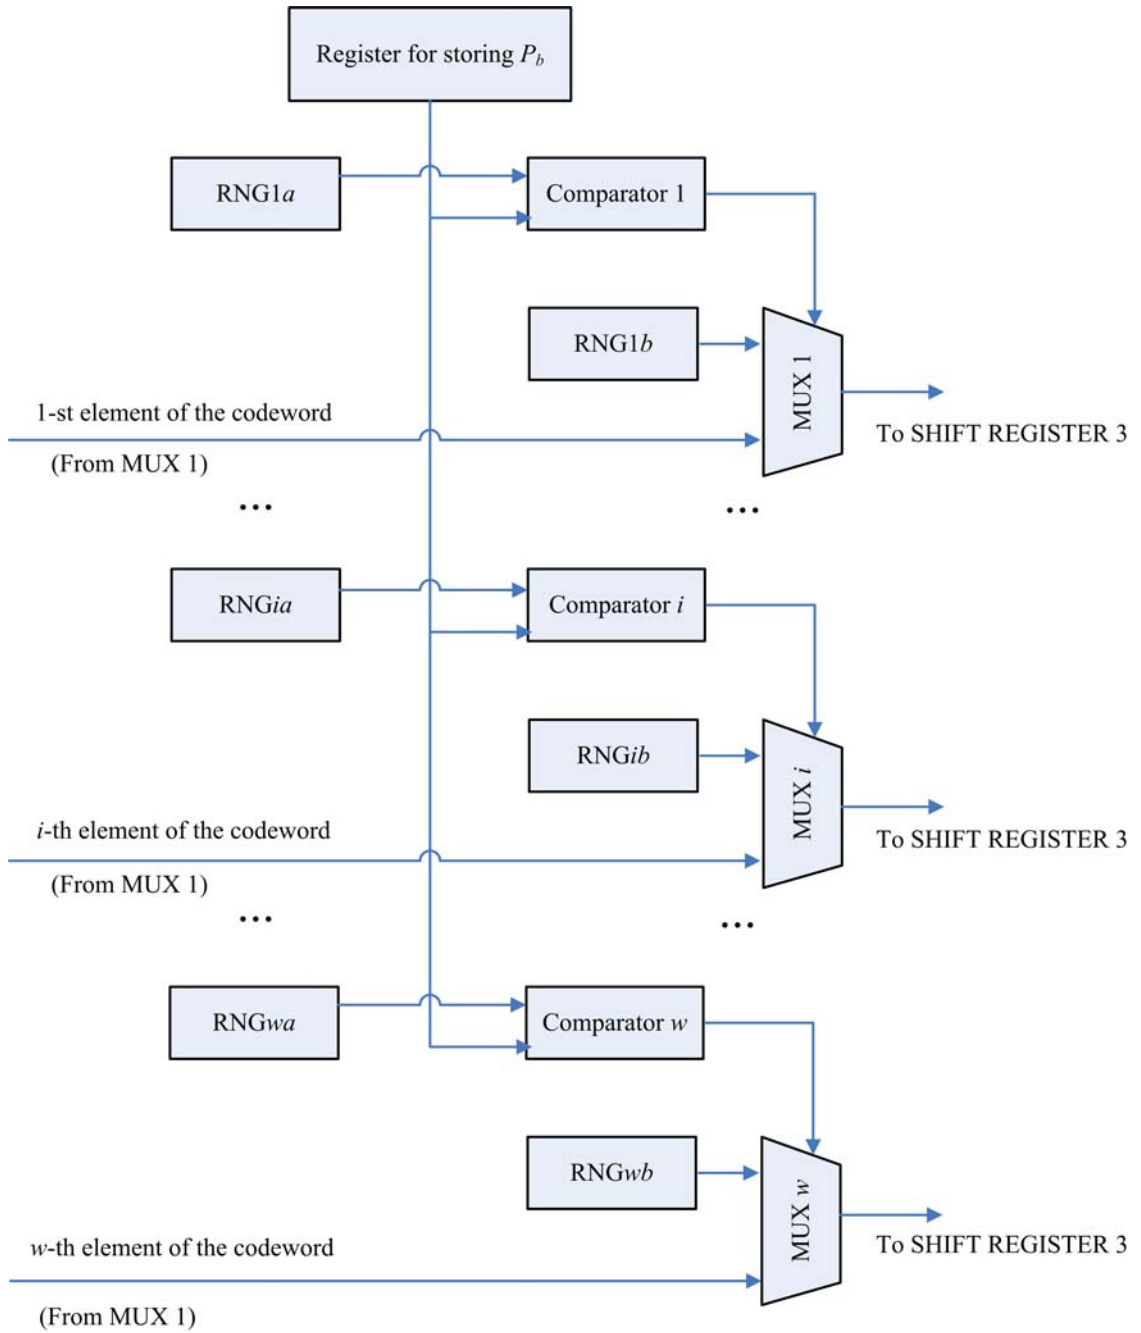 Register for storing P_b
RNG1a
Comparator 1
RNG1b
MUX 1
1-st element of the codeword
To SHIFT REGISTER 3
(From MUX 1)
...
...
RNGia
Comparator i
RNGib
MUX i
i-th element of the codeword
To SHIFT REGISTER 3
(From MUX 1)
...
...
RNGwa
Comparator w
RNGwb
MUX w
w-th element of the codeword
To SHIFT REGISTER 3
(From MUX 1)